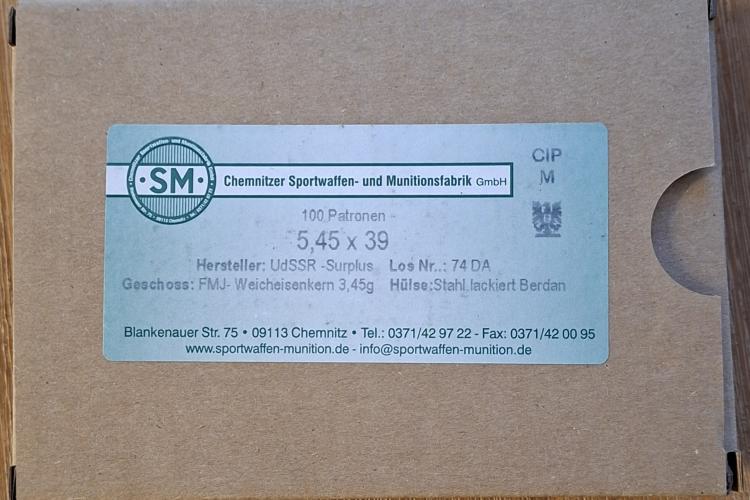 SM
Chemnitzer Sportwaffen- und Munitionsfabrik GmbH
CIP
M
100 Patronen
5,45 x 39
Hersteller: UdSSR -Surplus Los Nr..: 74 DA
Geschoss: FMJ- Weicheisenkern 3,45g Hülse:Stahl lackiert Berdan
Blankenauer Str. 75 • 09113 Chemnitz • Tel.: 0371/42 97 22 - Fax: 0371/42 00 95
www.sportwaffen-munition.de - info@sportwaffen-munition.de